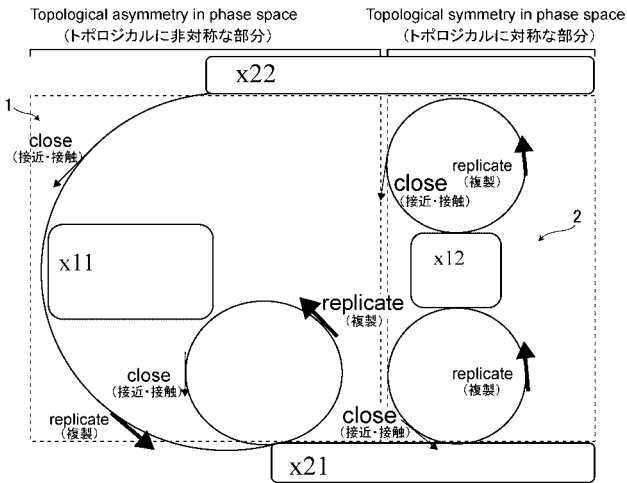 Topological asymmetry in phase space
(トポロジカルに非対称な部分)
Topological symmetry in phase space
(トポロジカルに対称な部分)
x22
1
close
(接近・接触)
replicate
(複製)
close
(接近・接触)
2
x11
x12
replicate
(複製)
close
(接近・接触)
replicate
(複製)
replicate
(複製)
close
(接近・接触)
x21